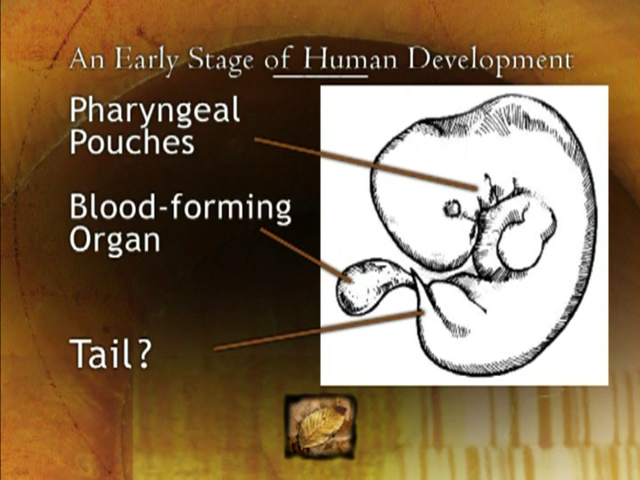 An Early Stage of Human Development
Pharyngeal
Pouches
Blood-forming
Organ
Tail?